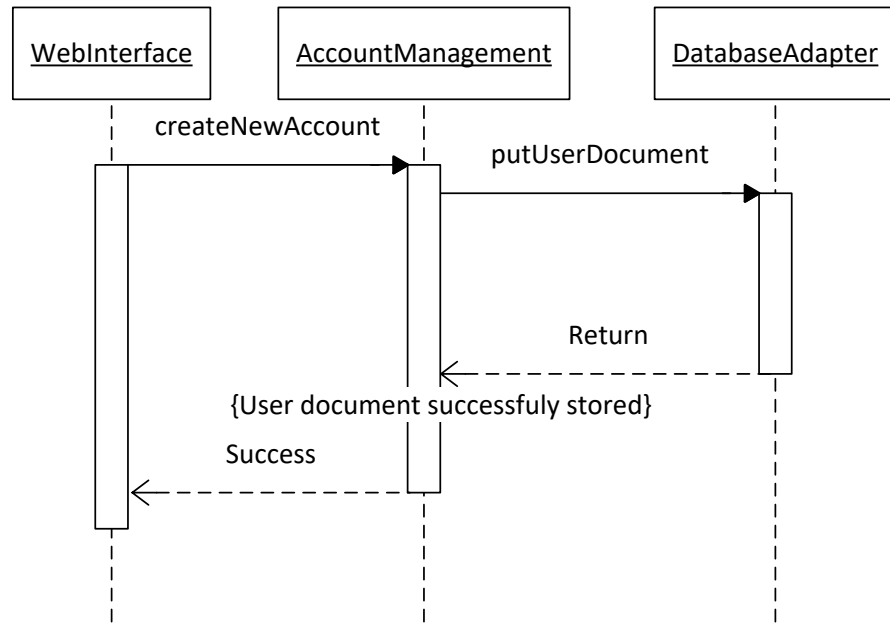 WebInterface
AccountManagement
DatabaseAdapter
createNewAccount
putUserDocument
Return
{User document successfuly stored}
Success